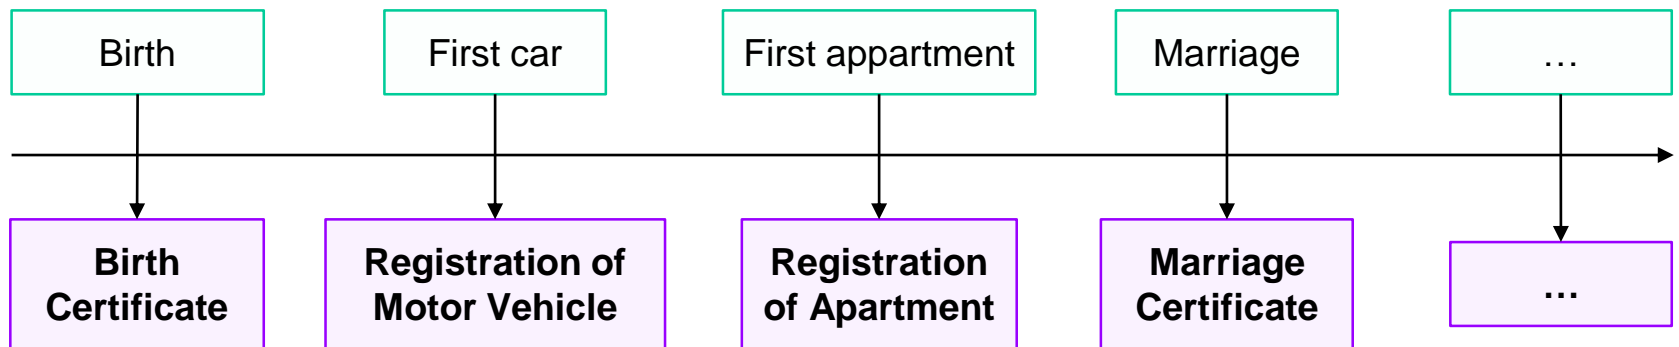 Birth
First car
First appartment
Marriage
…
Birth
Certificate
Registration of
Motor Vehicle
Registration
of Apartment
Marriage
Certificate
…